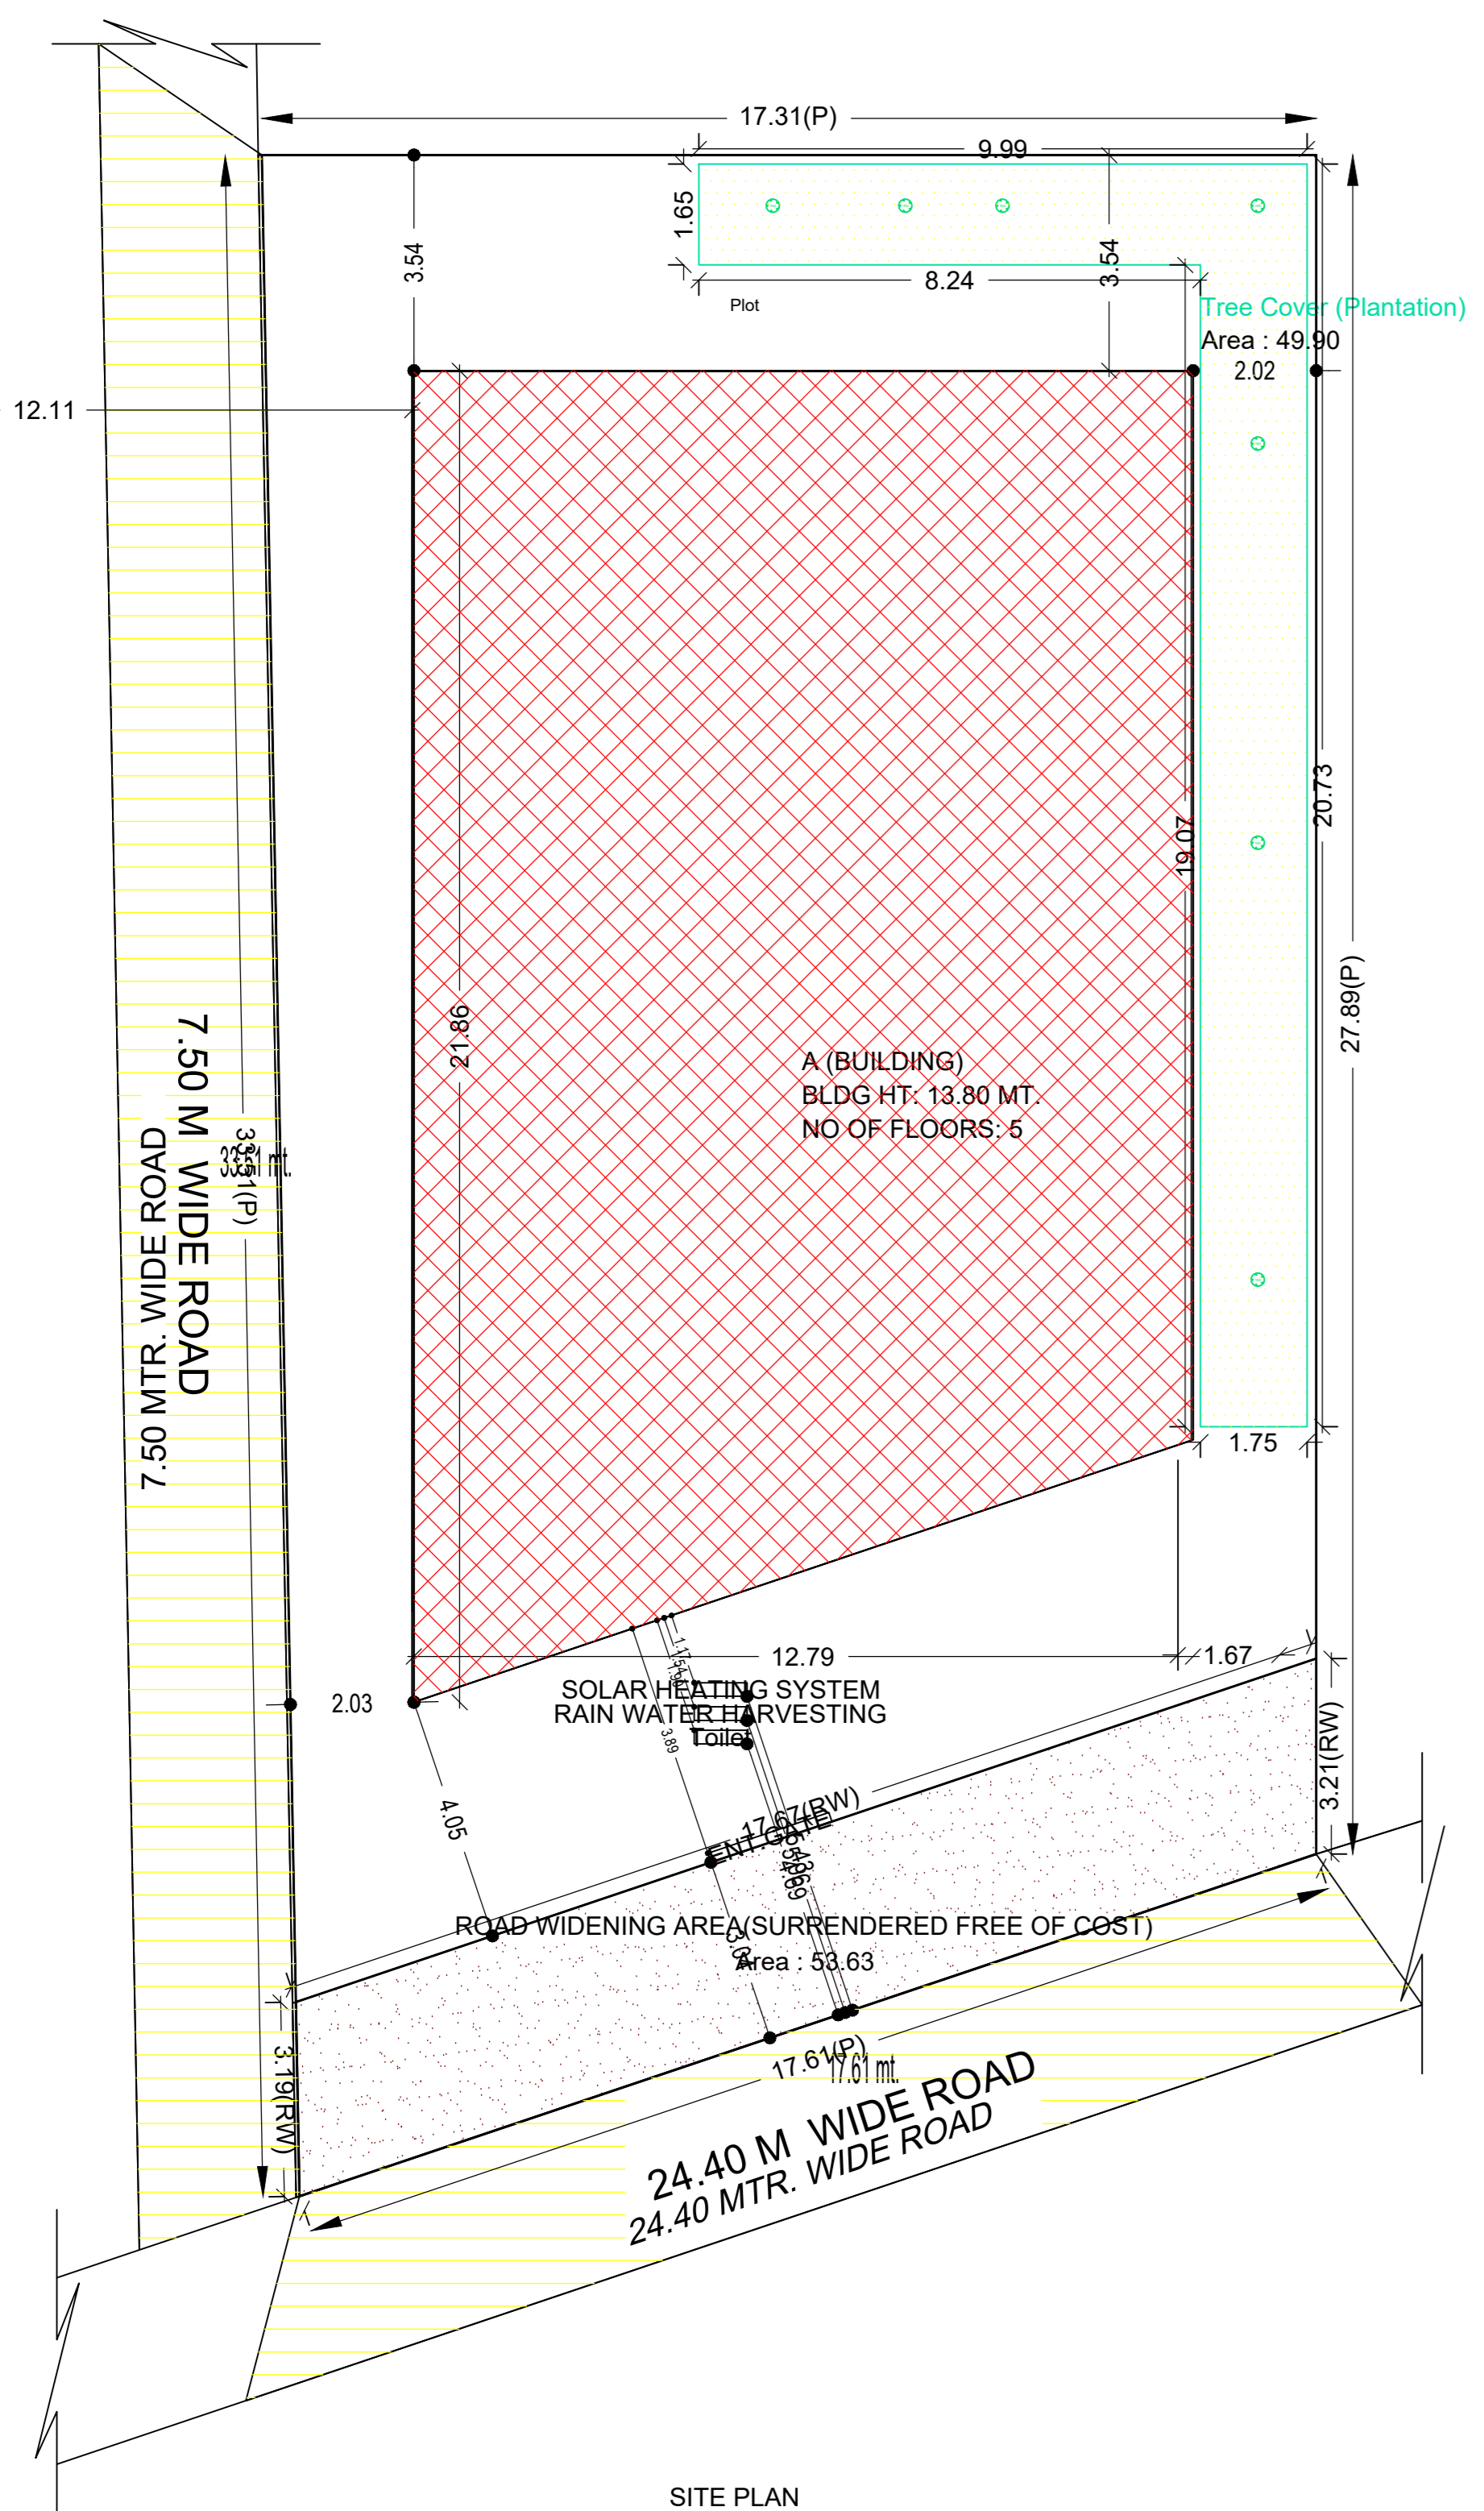 17.31(P)
9.99
1.65
3.54
3.54
8.24
Plot
Tree Cover (Plantation)
Area : 49.90
2.02
12.11
20.73
19.07
27.89(P)
21.86
A (BUILDING)
BLDG HT: 13.80 MT.
NO OF FLOORS: 5
7.50 M WIDE ROAD
7.50 MTR. WIDE ROAD
33.51(P)
1.75
12.79
1.67
1.17
SOLAR HEATING SYSTEM
RAIN WATER HARVESTING
Toilet
2.03
3.89
4.05
3.21(RW)
17.67(RW)
ENT.GATE
ROAD WIDENING AREA(SURRENDERED FREE OF COST)
Area : 53.63
3.19(RW)
17.61(P)
17.61 mt.
24.40 M WIDE ROAD
24.40 MTR. WIDE ROAD
SITE PLAN